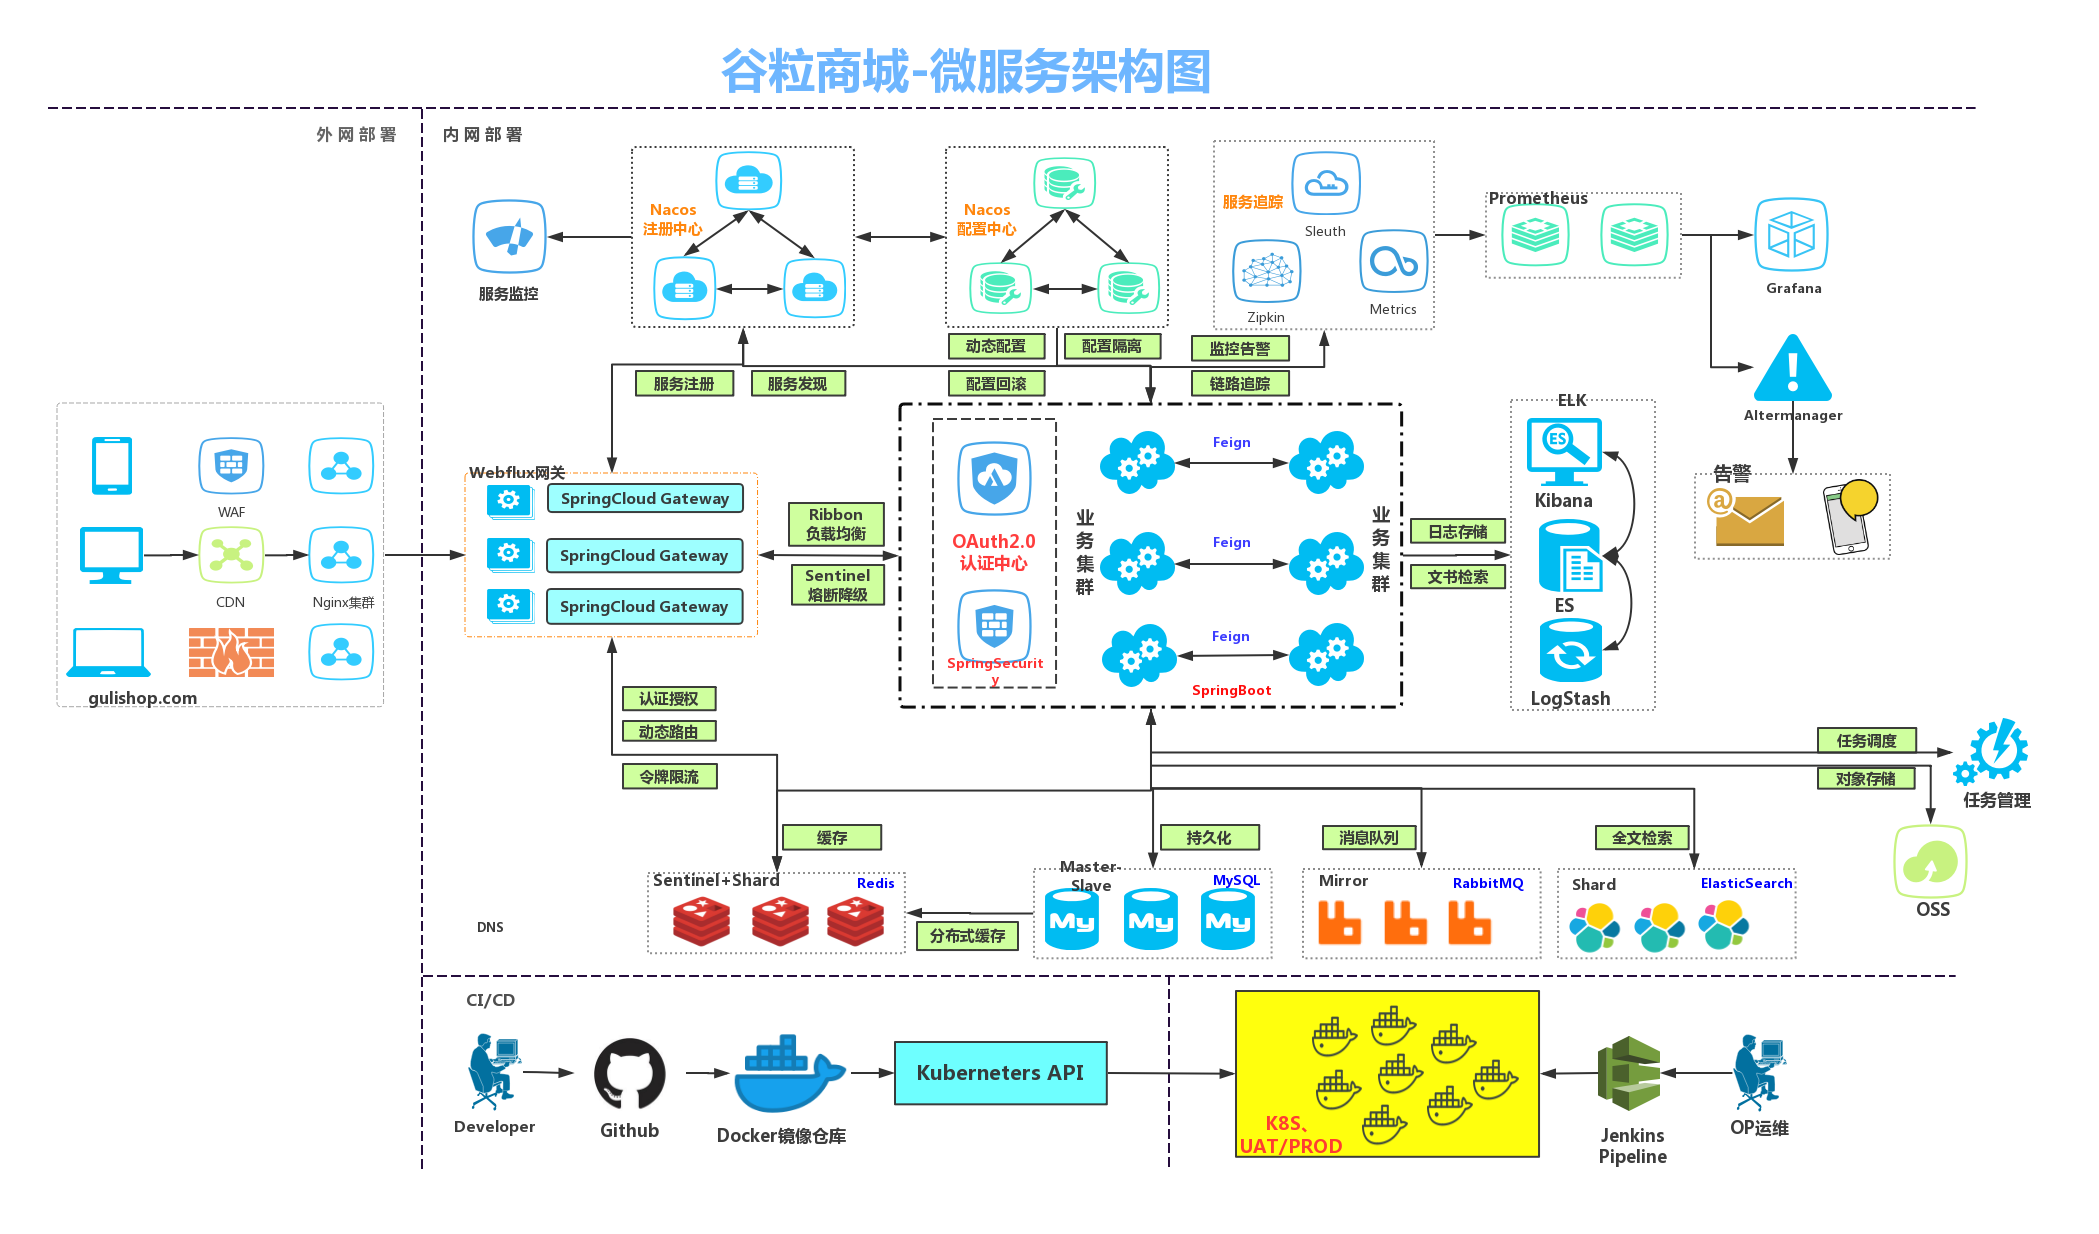 谷粒商城-微服务架构图
外网部署
内网部署
服务监控
Nacos
注册中心
Nacos
配置中心
服务追踪
Sleuth
Zipkin
Metrics
Prometheus
Grafana
Altermanager
告警
@
动态配置
配置隔离
配置回滚
监控告警
链路追踪
服务注册
服务发现
WAF
CDN
Nginx集群
gulishop.com
Webflux网关
SpringCloud Gateway
SpringCloud Gateway
SpringCloud Gateway
Ribbon
负载均衡
Sentinel
熔断降级
OAuth2.0
认证中心
SpringSecurit
y
业务集群
Feign
Feign
Feign
业务集群
SpringBoot
日志存储
文书检索
ELK
ES
Kibana
ES
LogStash
认证授权
动态路由
令牌限流
任务调度
对象存储
任务管理
OSS
缓存
持久化
消息队列
全文检索
Sentinel+Shard
Redis
分布式缓存
Master-
Slave
MySQL
My
My
My
Mirror
RabbitMQ
Shard
ElasticSearch
DNS
CI/CD
Developer
Github
Docker镜像仓库
Kuberneters API
K8S、
UAT/PROD
Jenkins
Pipeline
OP运维